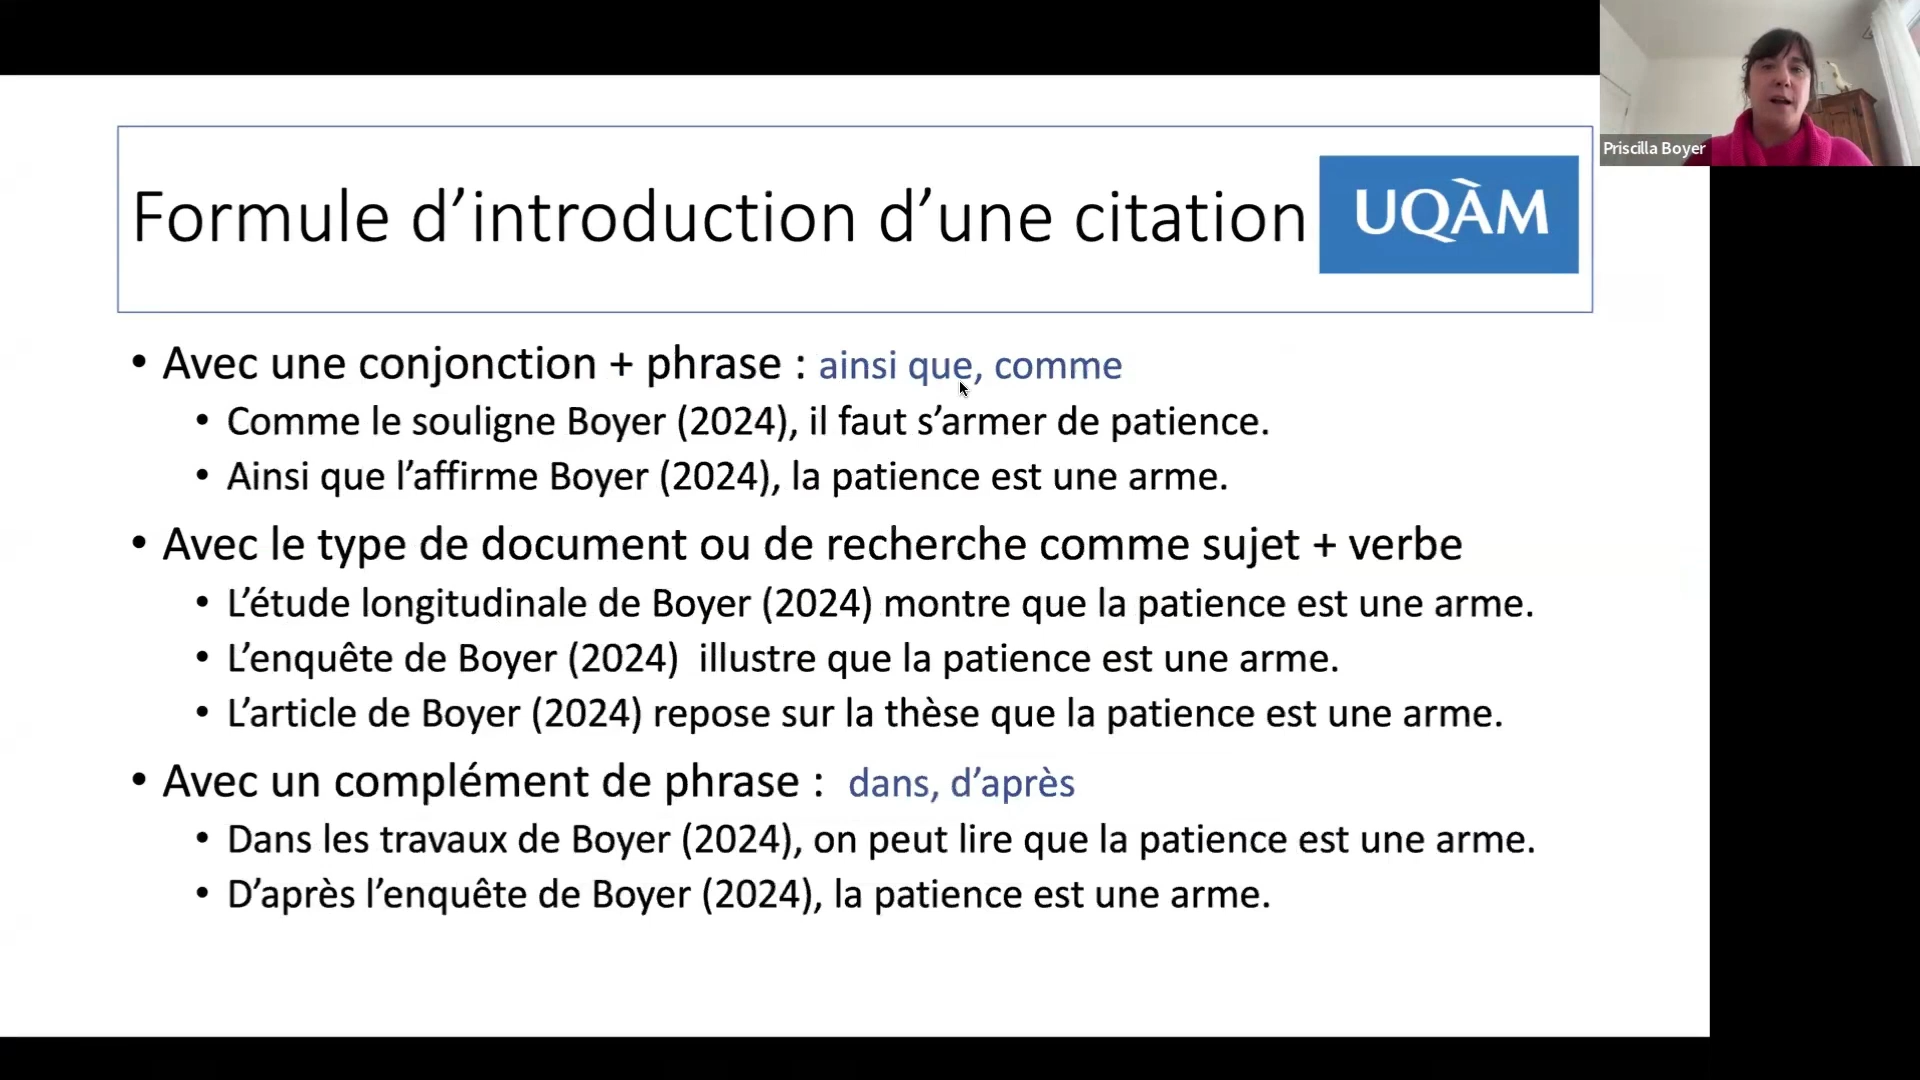 Priscilla Boyer
Formule d’introduction d’une citation
UQÀM
• Avec une conjonction + phrase : ainsi que, comme
• Comme le souligne Boyer (2024), il faut s’armer de patience.
• Ainsi que l’affirme Boyer (2024), la patience est une arme.
• Avec le type de document ou de recherche comme sujet + verbe
• L’étude longitudinale de Boyer (2024) montre que la patience est une arme.
• L’enquête de Boyer (2024)  illustre que la patience est une arme.
• L’article de Boyer (2024) repose sur la thèse que la patience est une arme.
• Avec un complément de phrase :  dans, d’après
• Dans les travaux de Boyer (2024), on peut lire que la patience est une arme.
• D’après l’enquête de Boyer (2024), la patience est une arme.